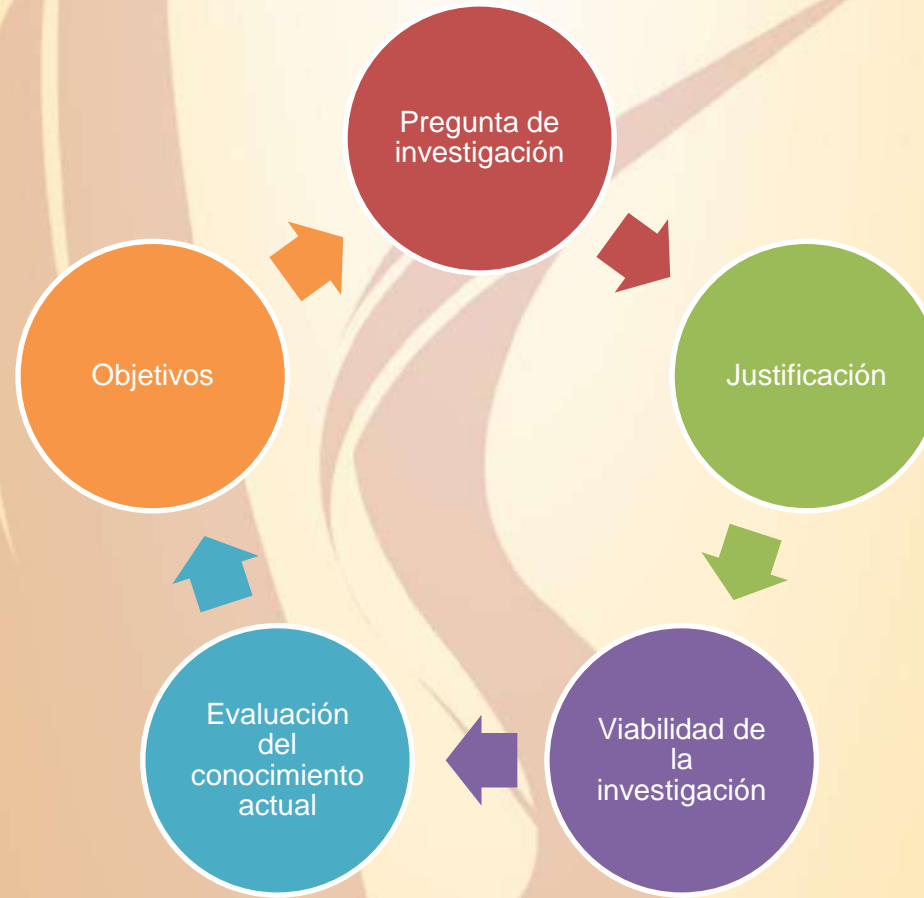 Pregunta de
investigación
Justificación
Viabilidad de
la
investigación
Evaluación
del
conocimiento
actual
Objetivos